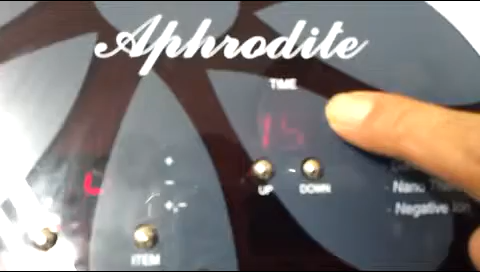 Aphrodite
TIME
15
UP
DOWN
ITEM
- Nano
- Negative Ion